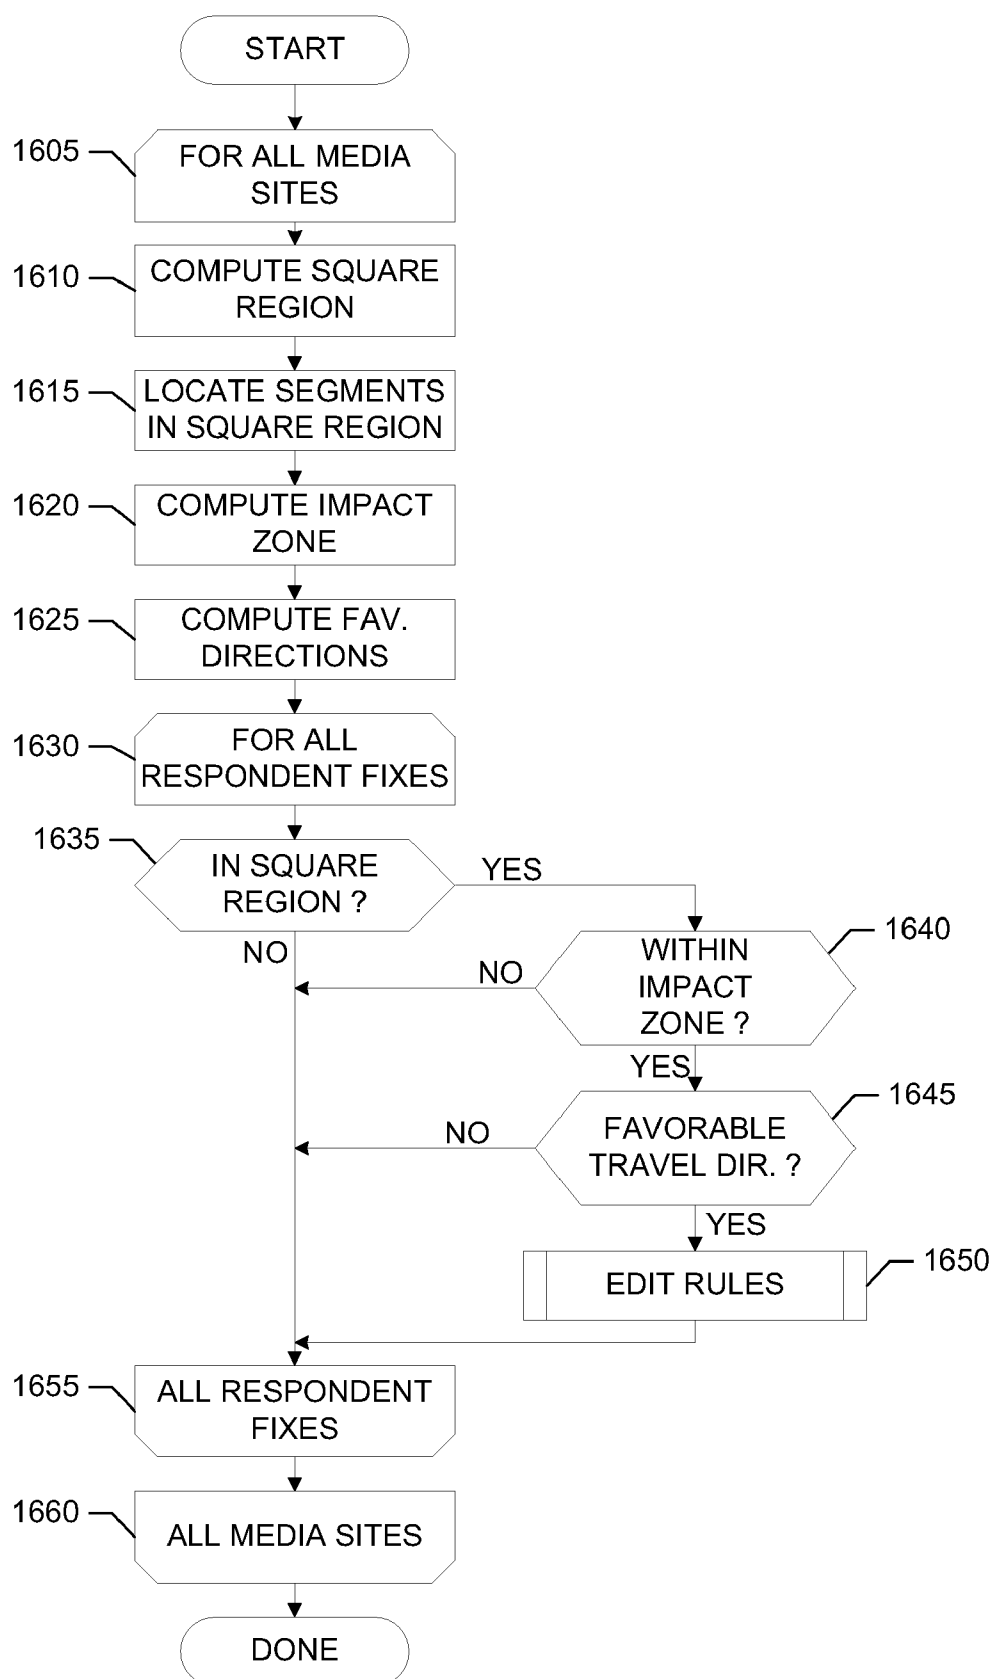 START
1605
FOR ALL MEDIA
SITES
1610
COMPUTE SQUARE
REGION
1615
LOCATE SEGMENTS
IN SQUARE REGION
1620
COMPUTE IMPACT
ZONE
1625
COMPUTE FAV.
DIRECTIONS
1630
FOR ALL
RESPONDENT FIXES
1635
IN SQUARE
REGION ?
YES
NO
1640
WITHIN
IMPACT
ZONE ?
NO
YES
1645
FAVORABLE
TRAVEL DIR. ?
NO
YES
1650
EDIT RULES
1655
ALL RESPONDENT
FIXES
1660
ALL MEDIA SITES
DONE